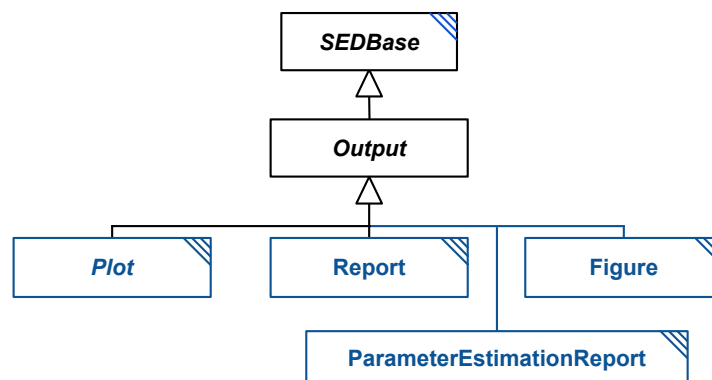 SEDBase
Output
Plot
Report
Figure
ParameterEstimationReport